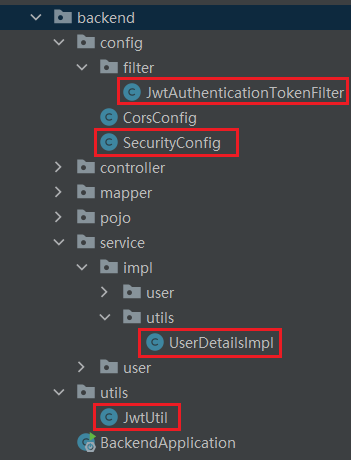 backend
config
filter
JwtAuthenticationTokenFilter
CorsConfig
SecurityConfig
controller
mapper
pojo
service
impl
user
utils
UserDetailsImpl
user
utils
JwtUtil
BackendApplication